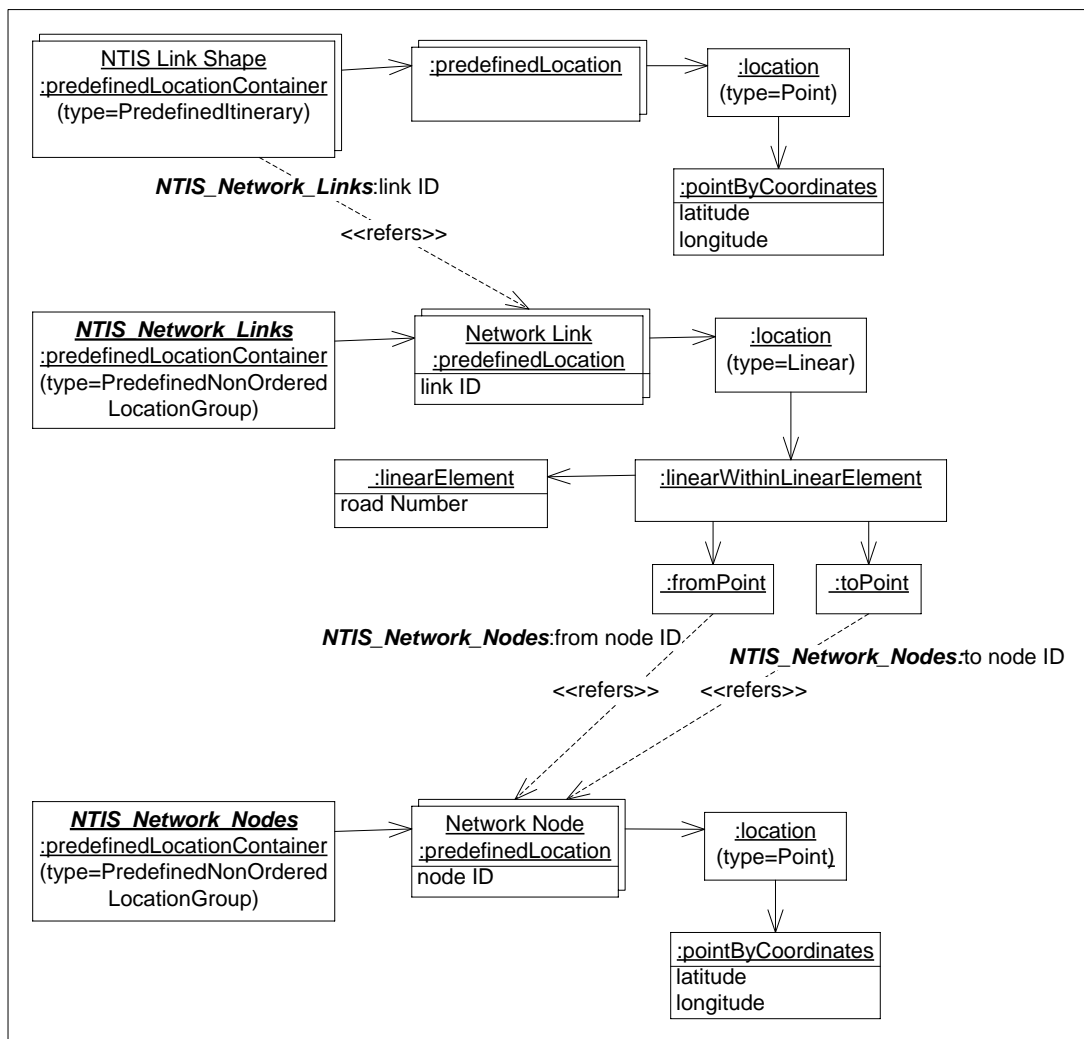 NTIS Link Shape
:predefinedLocationContainer
(type=PredefinedItinerary)
:predefinedLocation
:location
(type=Point)
:pointByCoordinates
latitude
longitude
NTIS_Network_Links:link ID
<<refers>>
NTIS_Network_Links
:predefinedLocationContainer
(type=PredefinedNonOrdered
LocationGroup)
Network Link
:predefinedLocation
link ID
:location
(type=Linear)
:linearElement
road Number
:linearWithinLinearElement
:fromPoint
:toPoint
NTIS_Network_Nodes:from node ID
NTIS_Network_Nodes:to node ID
<<refers>>
<<refers>>
NTIS_Network_Nodes
:predefinedLocationContainer
(type=PredefinedNonOrdered
LocationGroup)
Network Node
:predefinedLocation
node ID
:location
(type=Point)
:pointByCoordinates
latitude
longitude